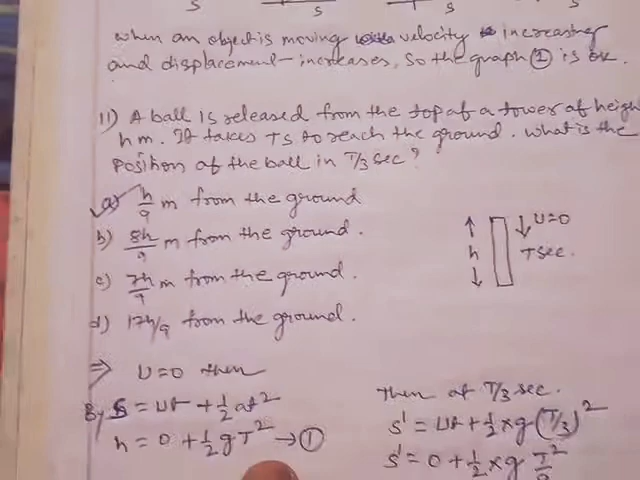 S
S
S
when an object is moving velocity increasing
and displacement increases, so the graph ② is ok.
11) A ball is released from the top of a tower of heigh
h m. It takes T S to reach the ground. What is the
Position of the ball in T/3 sec?
a) h/9 m from the ground
b) 8h/9 m from the ground.
c) 7h/9 m from the ground.
d) 17h/9 from the ground.
U=0
h
T sec.
⇒ U=0 then
By S = ut + 1/2 at²
h = 0 + 1/2 g T² → ①
Then at T/3 sec.
s' = ut + 1/2 × g (T/3)²
s' = 0 + 1/2 × g T²/9